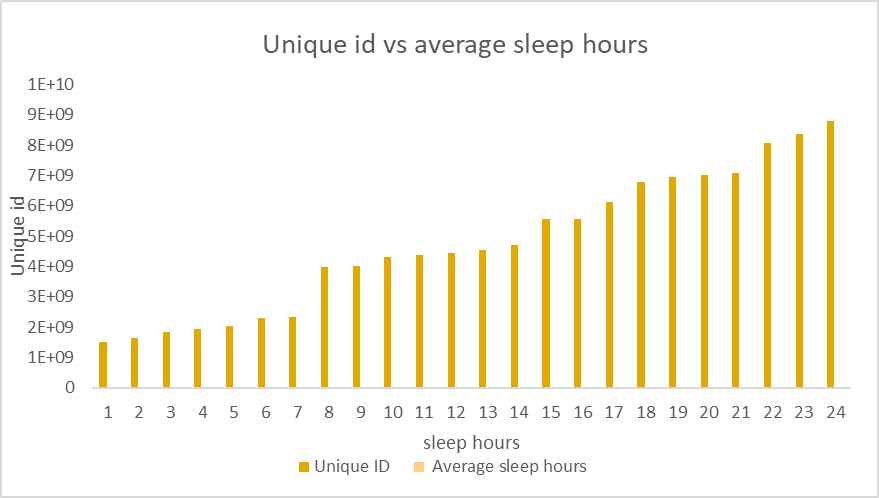 Unique id vs average sleep hours
1E+10
9E+09
8E+09
7E+09
6E+09
5E+09
4E+09
3E+09
2E+09
1E+09
0
Unique id
1 2 3 4 5 6 7 8 9 10 11 12 13 14 15 16 17 18 19 20 21 22 23 24
sleep hours
Unique ID Average sleep hours